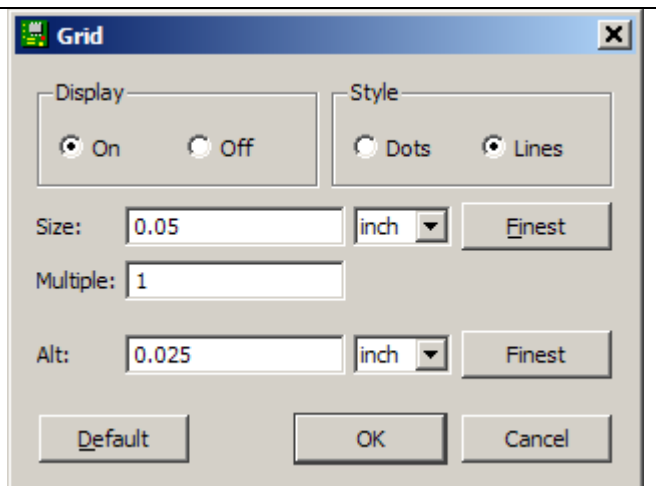 Grid
Display Style
On Off Dots Lines
Size: 0.05 inch Finest
Multiple: 1
Alt: 0.025 inch Finest
Default OK Cancel